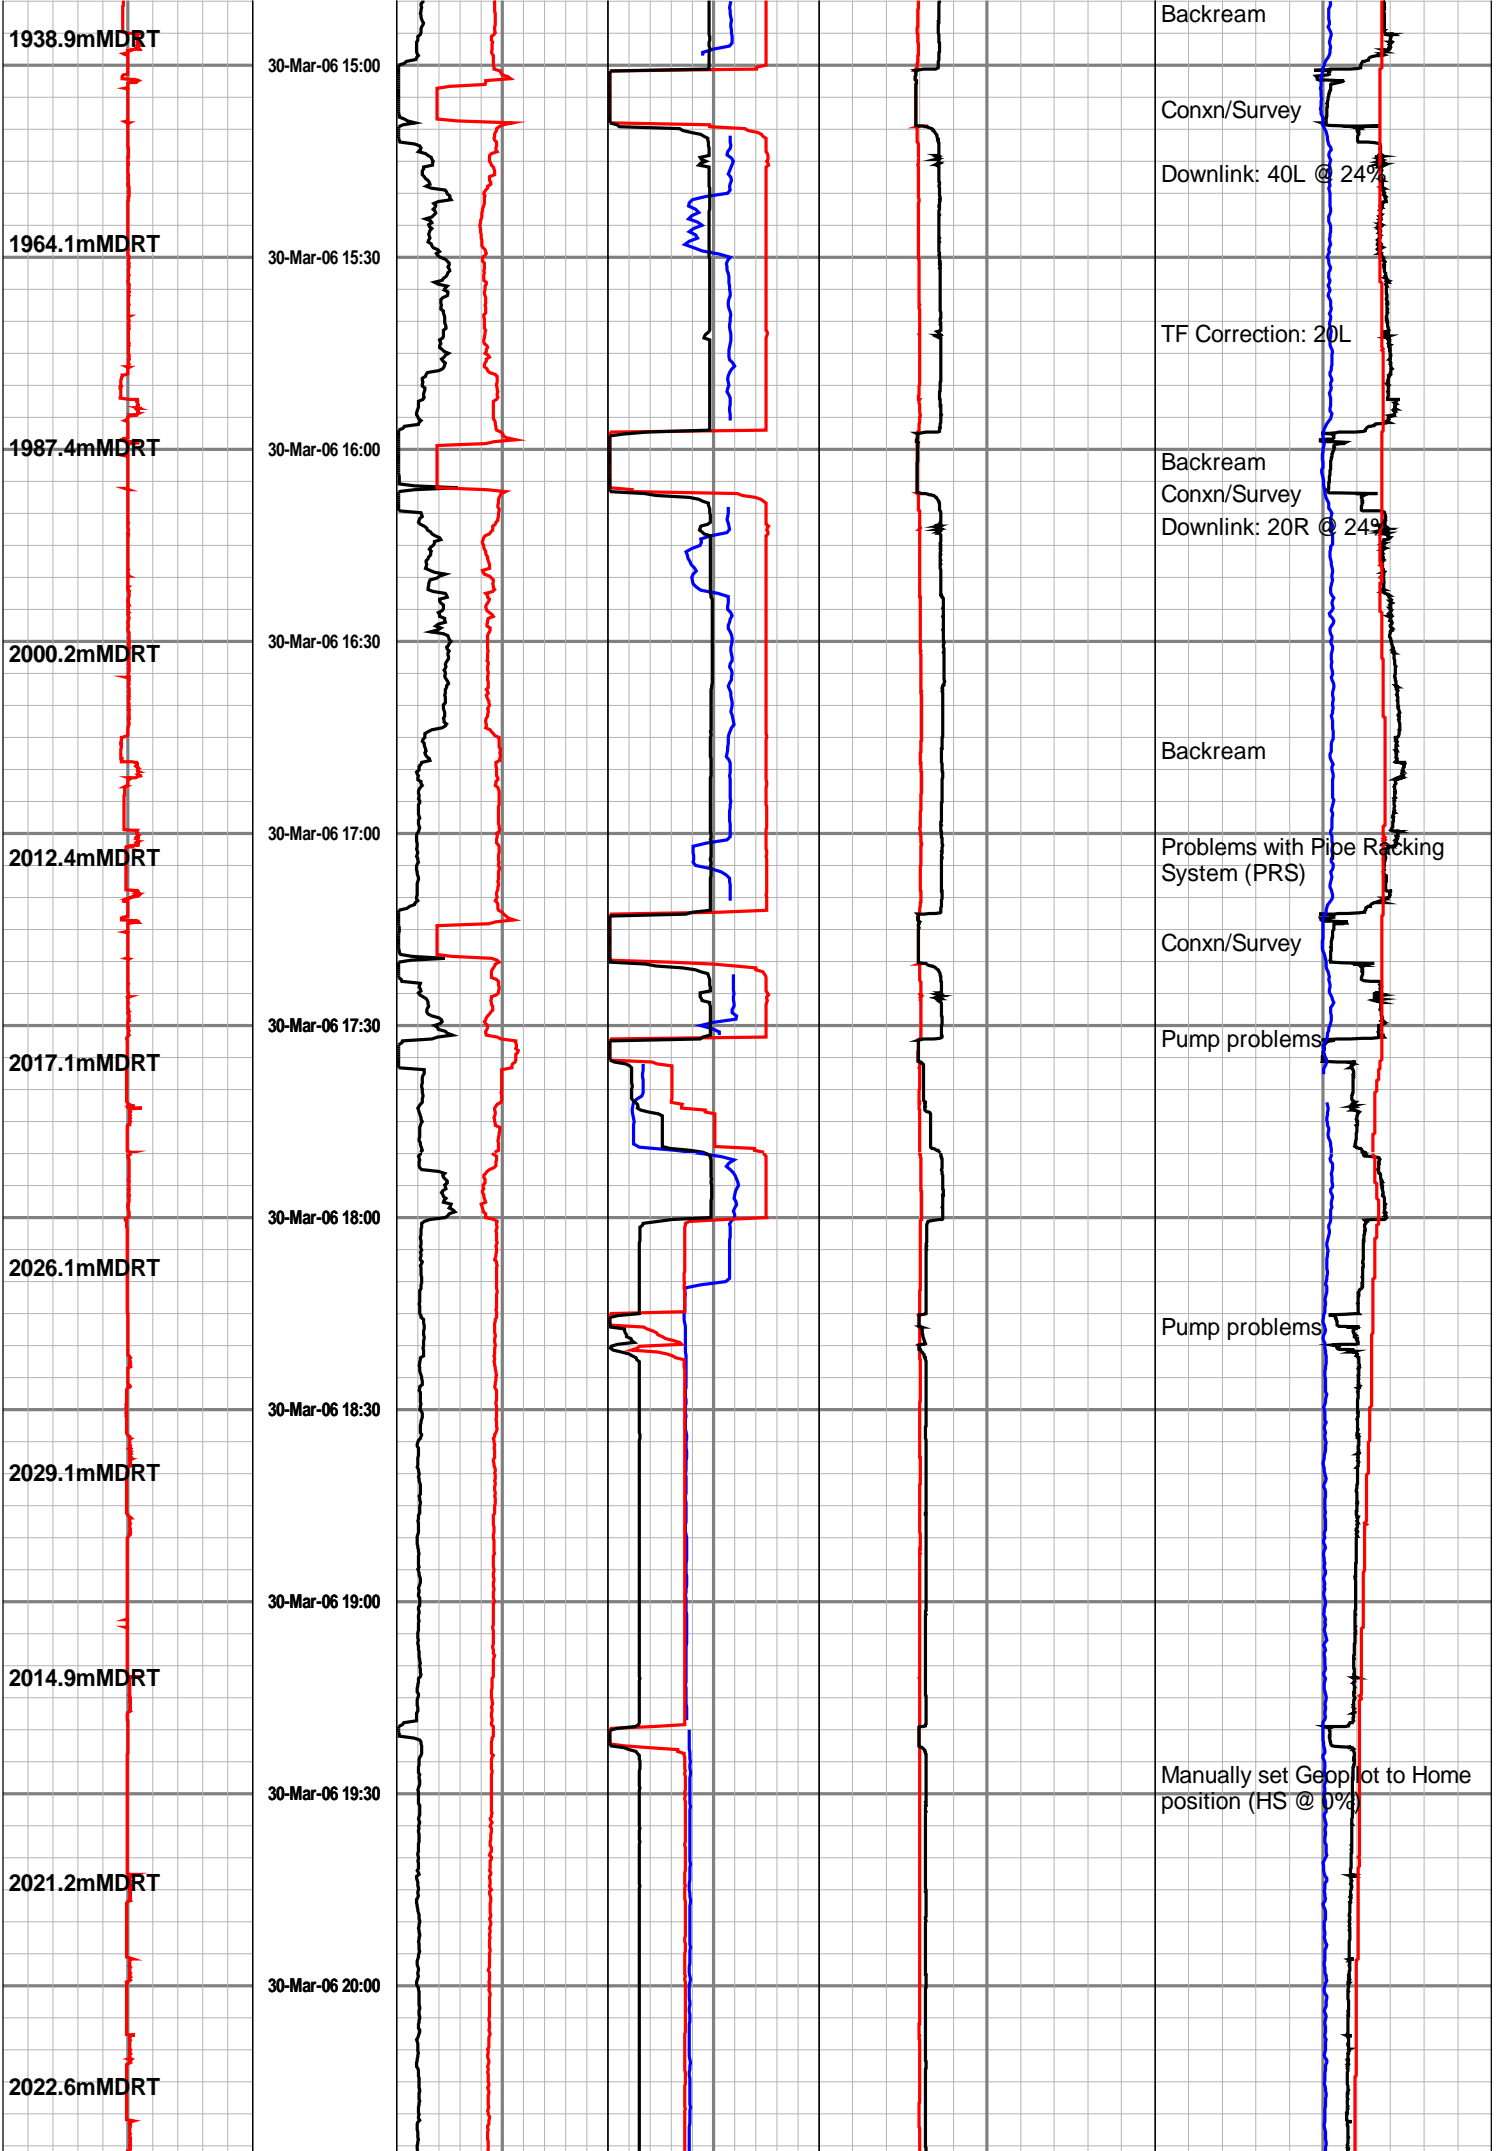 Backream
1938.9mMDRT
30-Mar-06 15:00
Conxn/Survey
Downlink: 40L @ 24%
1964.1mMDRT
30-Mar-06 15:30
TF Correction: 20L
1987.4mMDRT
30-Mar-06 16:00
Backream
Conxn/Survey
Downlink: 20R @ 24%
30-Mar-06 16:30
2000.2mMDRT
Backream
30-Mar-06 17:00
Problems with Pipe Racking
System (PRS)
2012.4mMDRT
Conxn/Survey
30-Mar-06 17:30
Pump problems
2017.1mMDRT
30-Mar-06 18:00
2026.1mMDRT
Pump problems
30-Mar-06 18:30
2029.1mMDRT
30-Mar-06 19:00
2014.9mMDRT
Manually set Geopilot to Home
position (HS @ 0%)
30-Mar-06 19:30
2021.2mMDRT
30-Mar-06 20:00
2022.6mMDRT